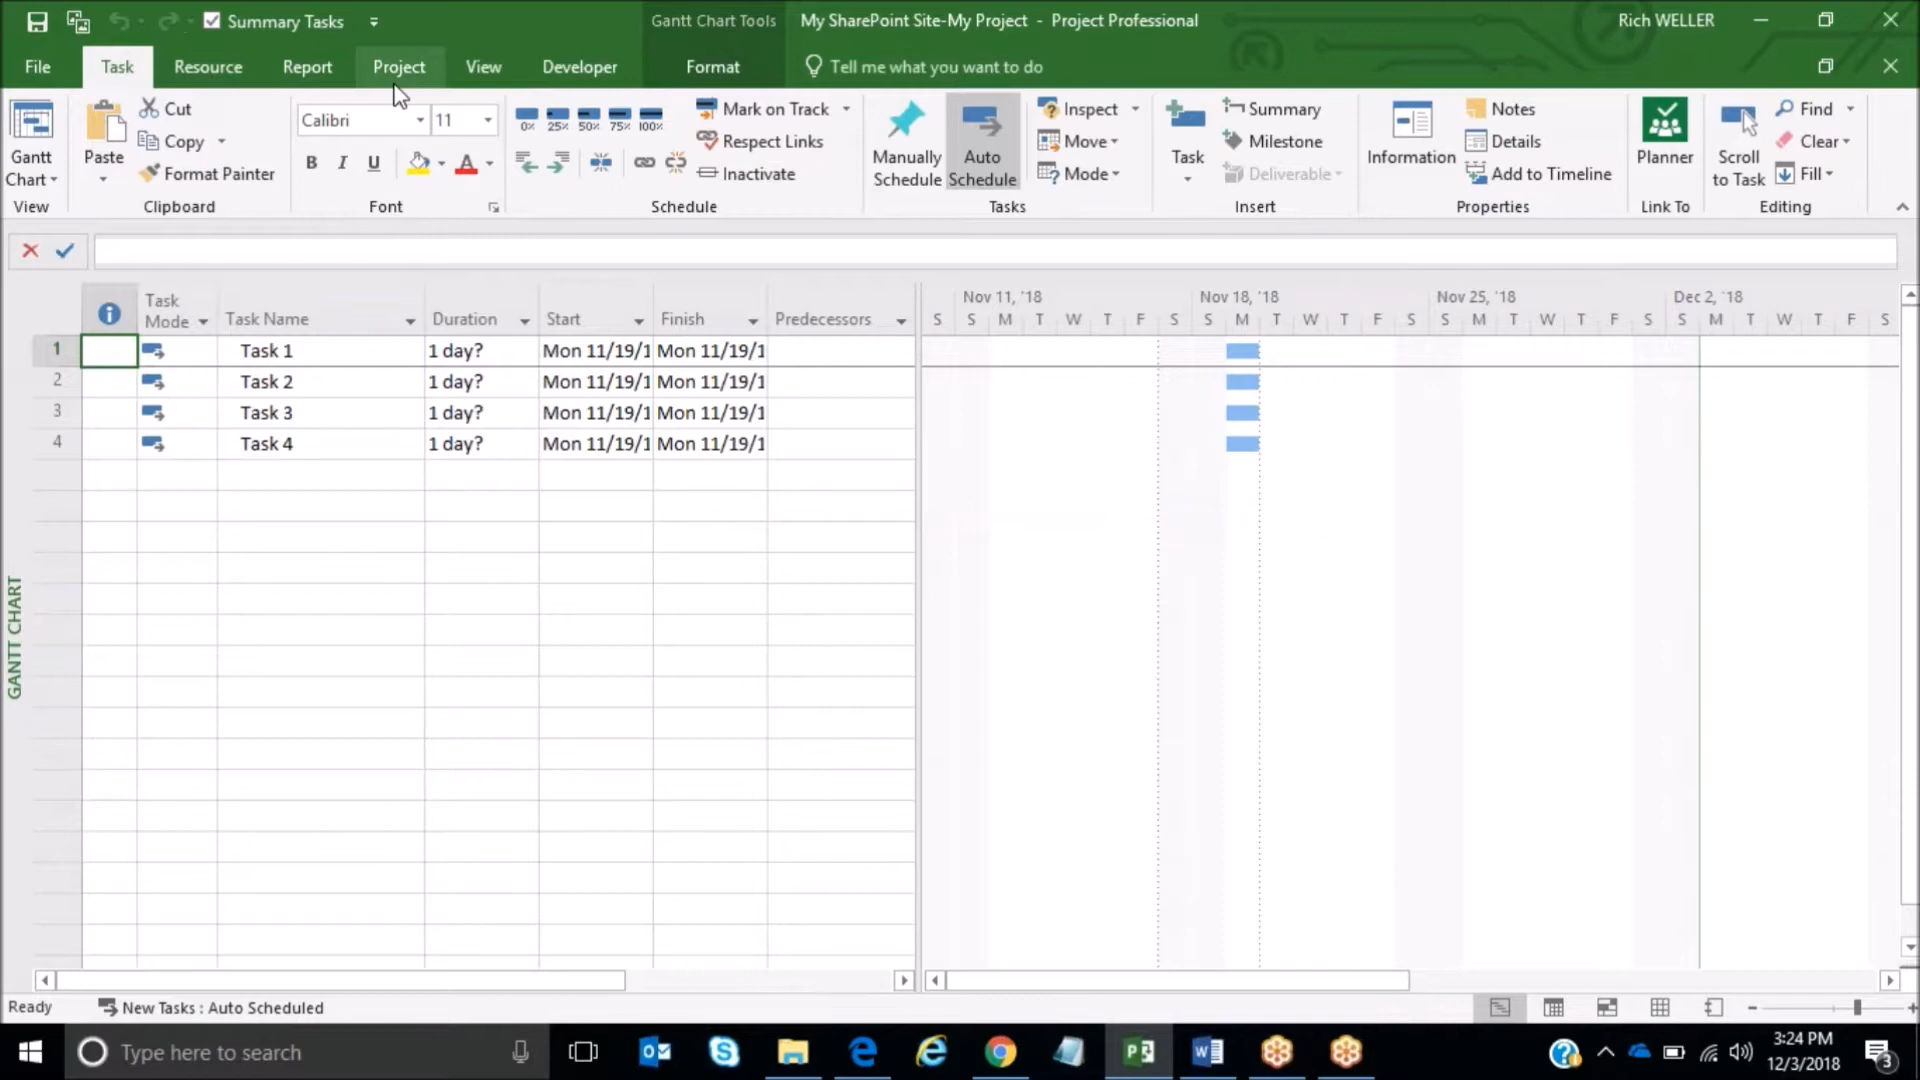 Summary Tasks
Gantt Chart Tools
My SharePoint Site-My Project - Project Professional
Rich WELLER
File
Task
Resource
Report
Project
View
Developer
Format
Tell me what you want to do
Gantt
Chart
View
Paste
Cut
Copy
Format Painter
Clipboard
Calibri
11
B I U
A
Font
0% 25% 50% 75% 100%
Mark on Track
Respect Links
Inactivate
Schedule
Manually
Schedule
Auto
Schedule
Inspect
Move
Mode
Tasks
Task
Summary
Milestone
Deliverable
Insert
Information
Notes
Details
Add to Timeline
Properties
Planner
Link To
Scroll
to Task
Find
Clear
Fill
Editing
Task
Mode
Task Name
Duration
Start
Finish
Predecessors
Nov 11, '18
Nov 18, '18
Nov 25, '18
Dec 2, '18
S S M T W T F S S M T W T F S S M T W T F S S M T W T F S
1 Task 1 1 day? Mon 11/19/1 Mon 11/19/1
2 Task 2 1 day? Mon 11/19/1 Mon 11/19/1
3 Task 3 1 day? Mon 11/19/1 Mon 11/19/1
4 Task 4 1 day? Mon 11/19/1 Mon 11/19/1
GANTT CHART
Ready
New Tasks : Auto Scheduled
Type here to search
3:24 PM
12/3/2018
3